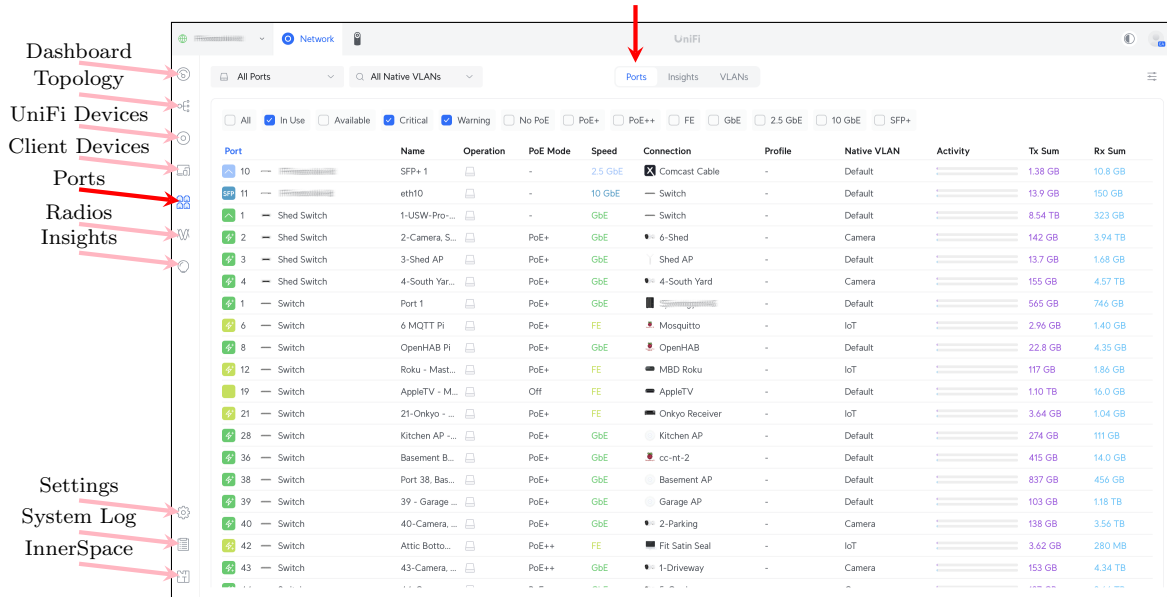 Network
UniFi
Dashboard
Topology
UniFi Devices
Client Devices
Ports
Radios
Insights
Settings
System Log
InnerSpace
All Ports
All Native VLANs
Ports Insights VLANs
All In Use Available Critical Warning No PoE PoE+ PoE++ FE GbE 2.5 GbE 10 GbE SFP+
Port Name Operation PoE Mode Speed Connection Profile Native VLAN Activity Tx Sum Rx Sum
10 SFP+ 1 - 2.5 GbE Comcast Cable - Default 1.38 GB 10.8 GB
SFP 11 eth10 - 10 GbE Switch - Default 13.9 GB 150 GB
1 Shed Switch 1-USW-Pro-... - GbE Switch - Default 8.54 TB 323 GB
2 Shed Switch 2-Camera, S... PoE+ GbE 6-Shed - Camera 142 GB 3.94 TB
3 Shed Switch 3-Shed AP PoE+ GbE Shed AP - Default 13.7 GB 1.68 GB
4 Shed Switch 4-South Yar... PoE+ GbE 4-South Yard - Camera 155 GB 4.57 TB
1 Switch Port 1 PoE+ GbE - Default 565 GB 746 GB
6 Switch 6 MQTT Pi PoE+ FE Mosquitto - IoT 2.96 GB 1.40 GB
8 Switch OpenHAB Pi PoE+ GbE OpenHAB - Default 22.8 GB 4.35 GB
12 Switch Roku - Mast... PoE+ FE MBD Roku - IoT 117 GB 1.86 GB
19 Switch AppleTV - M... Off FE AppleTV - Default 1.10 TB 16.0 GB
21 Switch 21-Onkyo - ... PoE+ FE Onkyo Receiver - IoT 3.64 GB 1.04 GB
28 Switch Kitchen AP -... PoE+ GbE Kitchen AP - Default 274 GB 111 GB
36 Switch Basement B... PoE+ GbE cc-nt-2 - Default 415 GB 14.0 GB
38 Switch Port 38, Bas... PoE+ GbE Basement AP - Default 837 GB 456 GB
39 Switch 39 - Garage ... PoE+ GbE Garage AP - Default 103 GB 1.18 TB
40 Switch 40-Camera, ... PoE+ GbE 2-Parking - Camera 138 GB 3.56 TB
42 Switch Attic Botto... PoE++ FE Fit Satin Seal - IoT 3.62 GB 280 MB
43 Switch 43-Camera, ... PoE++ GbE 1-Driveway - Camera 153 GB 4.34 TB